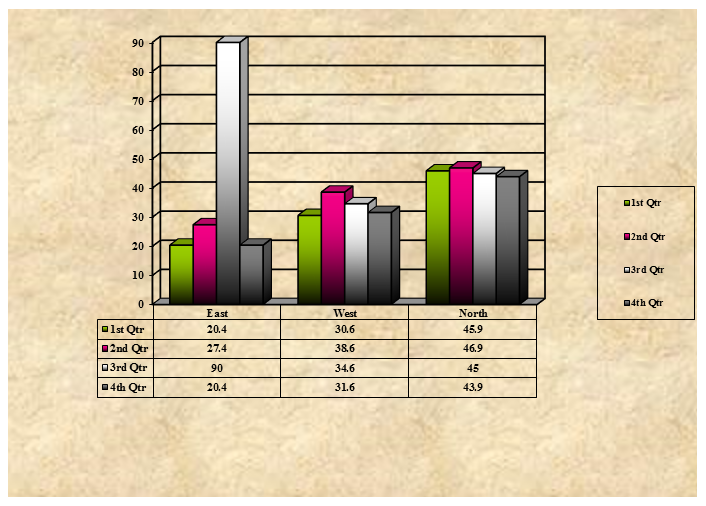 90
80
70
60
50
40
30
20
10
0
East West North
1st Qtr 20.4 30.6 45.9
2nd Qtr 27.4 38.6 46.9
3rd Qtr 90 34.6 45
4th Qtr 20.4 31.6 43.9
1st Qtr
2nd Qtr
3rd Qtr
4th Qtr